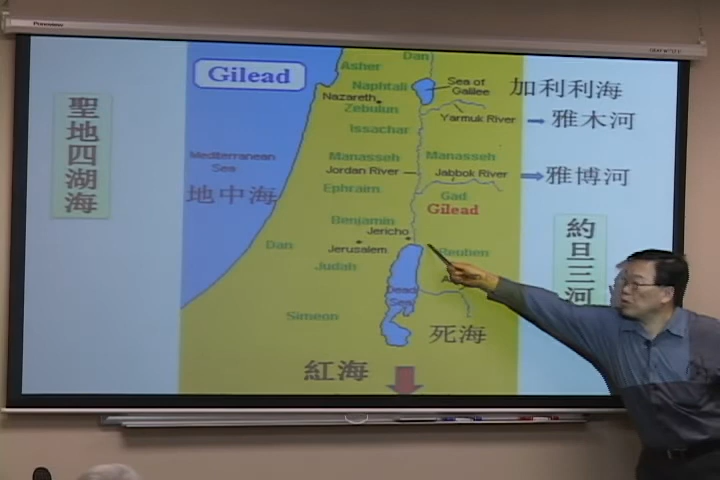 Gilead
聖地四湖海
Dan
Asher
Sea of
Galilee
加利利海
Naphtali
Nazareth
Zebulun
Yarmuk River
雅木河
Issachar
Mediterranean
Sea
地中海
Manasseh
Manasseh
Jordan River
Jabbok River
雅博河
Ephraim
Gad
Gilead
Benjamin
Jericho
約旦三河
Dan
Jerusalem
Reuben
Judah
Dead
Sea
Simeon
死海
紅海